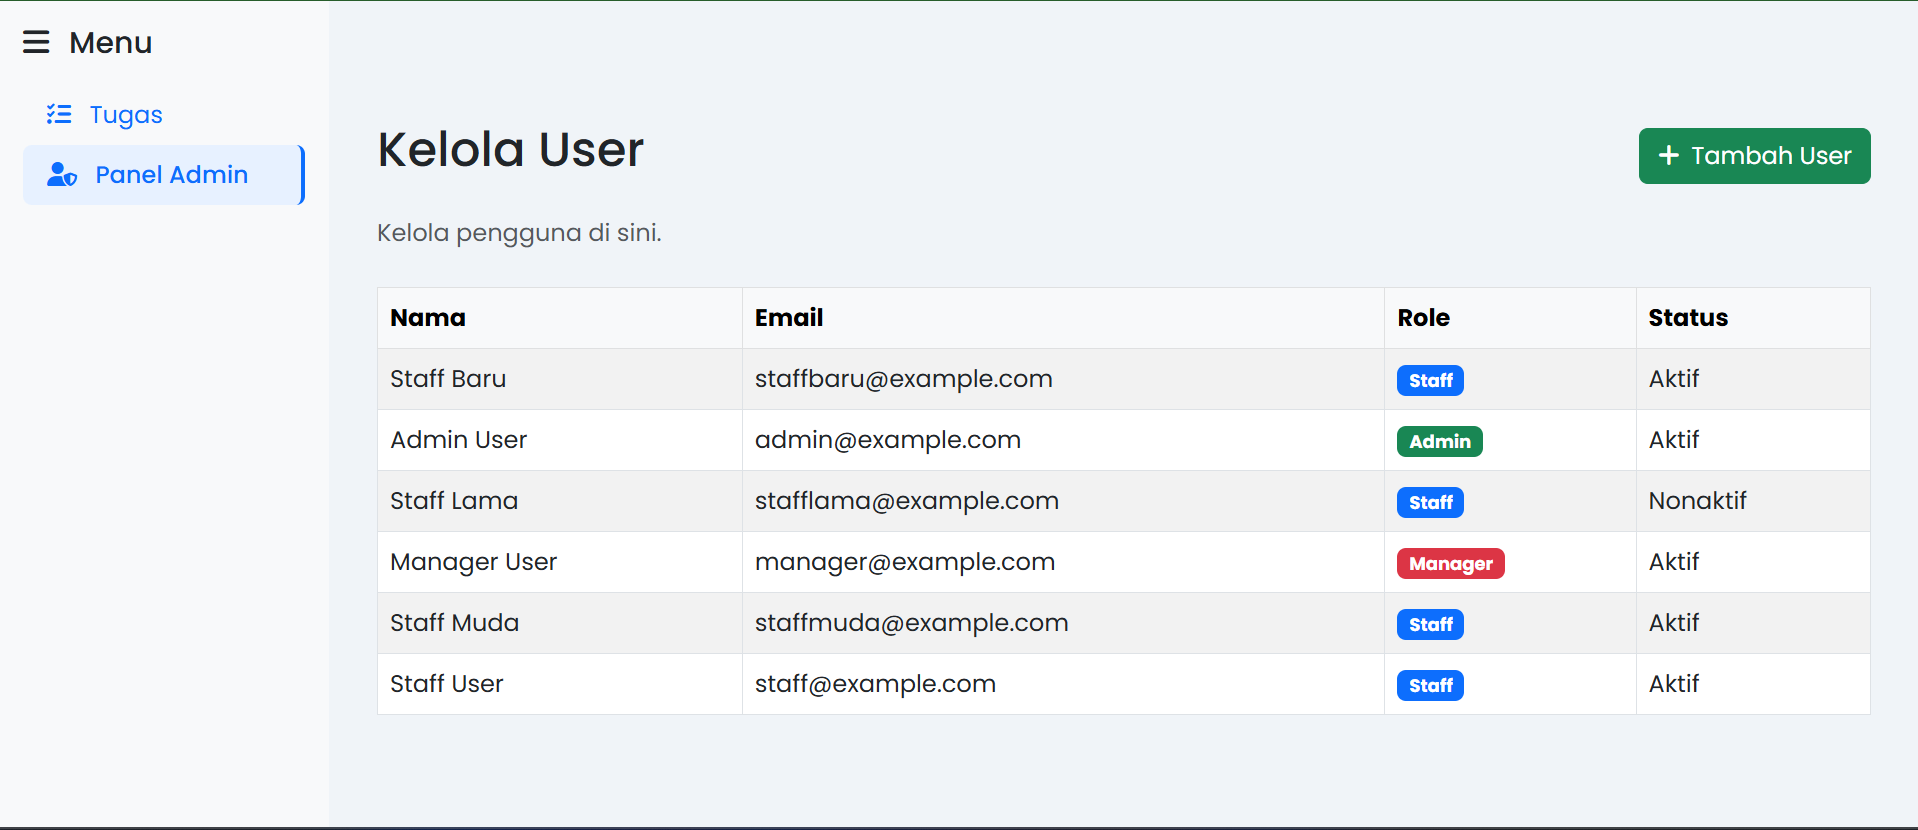 Menu
Tugas
Panel Admin
Kelola User
+ Tambah User
Kelola pengguna di sini.
Nama Email Role Status
Staff Baru staffbaru@example.com Staff Aktif
Admin User admin@example.com Admin Aktif
Staff Lama stafflama@example.com Staff Nonaktif
Manager User manager@example.com Manager Aktif
Staff Muda staffmuda@example.com Staff Aktif
Staff User staff@example.com Staff Aktif